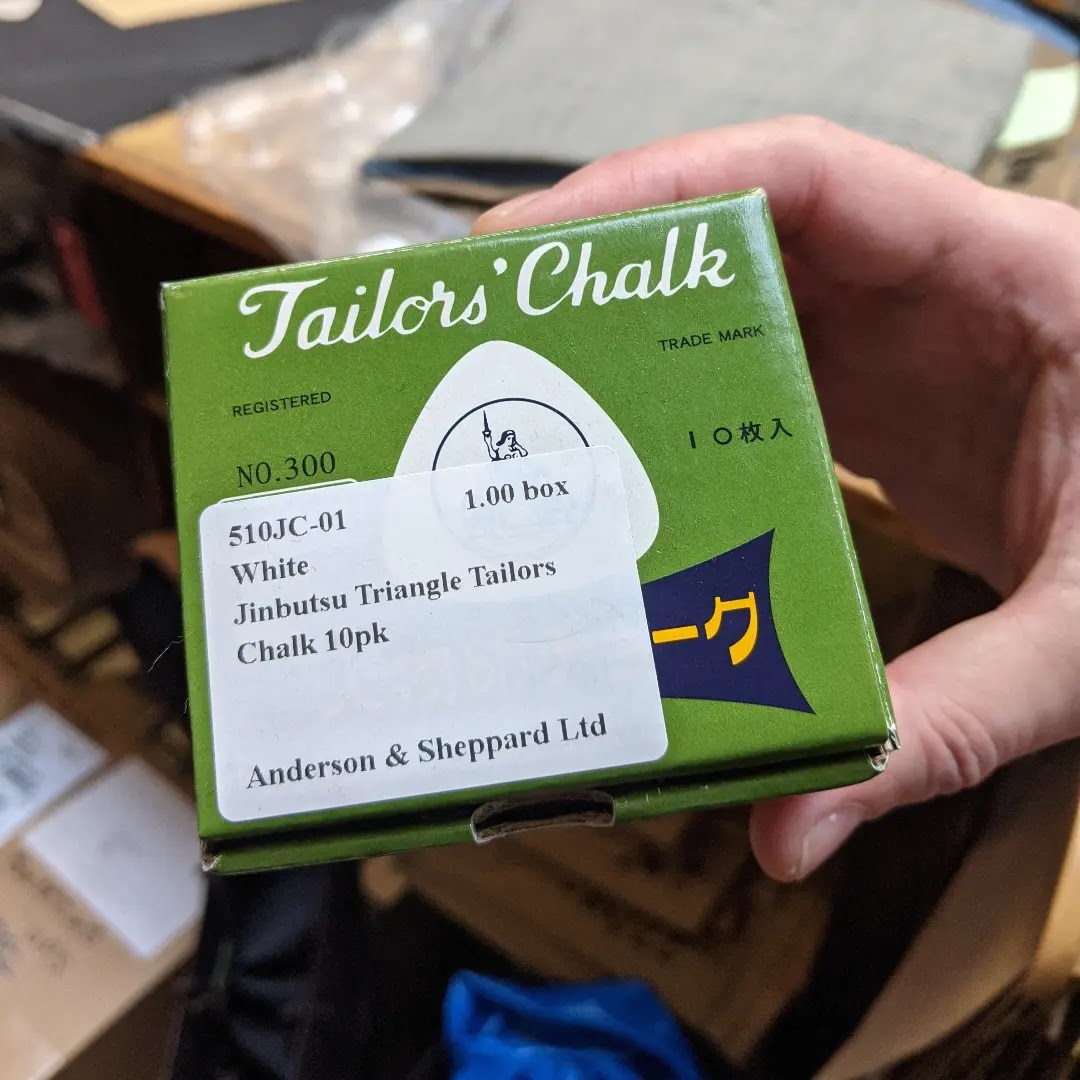 Tailors' Chalk
TRADE MARK
REGISTERED
10枚入
NO.300
1.00 box
510JC-01
White
Jinbutsu Triangle Tailors
Chalk 10pk
ーク
Anderson & Sheppard Ltd